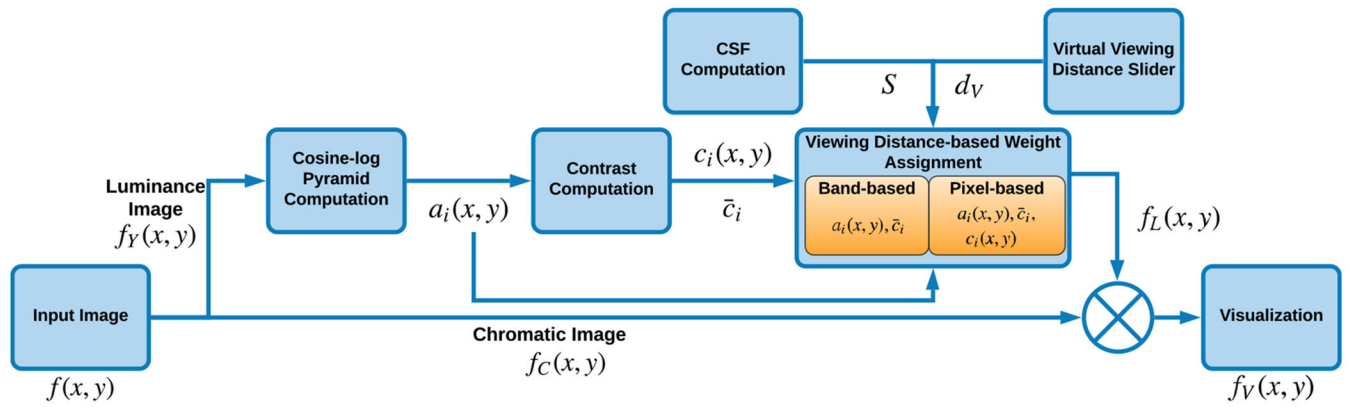 CSF
Computation
Virtual Viewing
Distance Slider
S
d_V
Cosine-log
Pyramid
Computation
Contrast
Computation
c_i(x, y)
c̄_i
Viewing Distance-based Weight
Assignment
Band-based
a_i(x, y), c̄_i
Pixel-based
a_i(x, y), c̄_i,
c_i(x, y)
Luminance
Image
f_Y(x, y)
a_i(x, y)
f_L(x, y)
Input Image
f(x, y)
Chromatic Image
f_C(x, y)
Visualization
f_V(x, y)